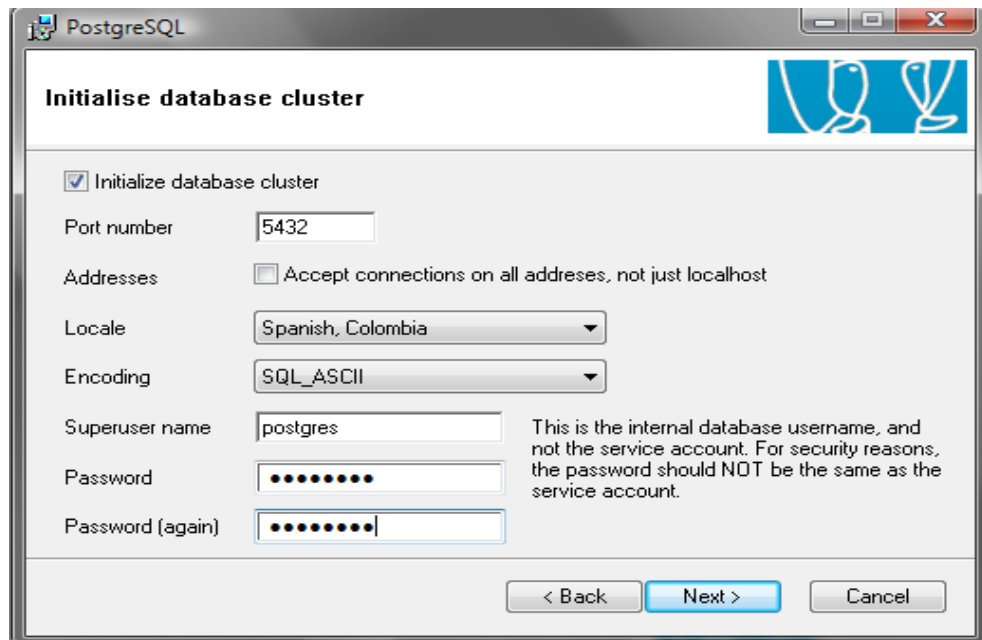 PostgreSQL
Initialise database cluster
Initialize database cluster
Port number 5432
Addresses Accept connections on all addreses, not just localhost
Locale Spanish, Colombia
Encoding SQL_ASCII
Superuser name postgres
This is the internal database username, and
not the service account. For security reasons,
the password should NOT be the same as the
service account.
Password ●●●●●●●●
Password (again) ●●●●●●●●
< Back Next > Cancel